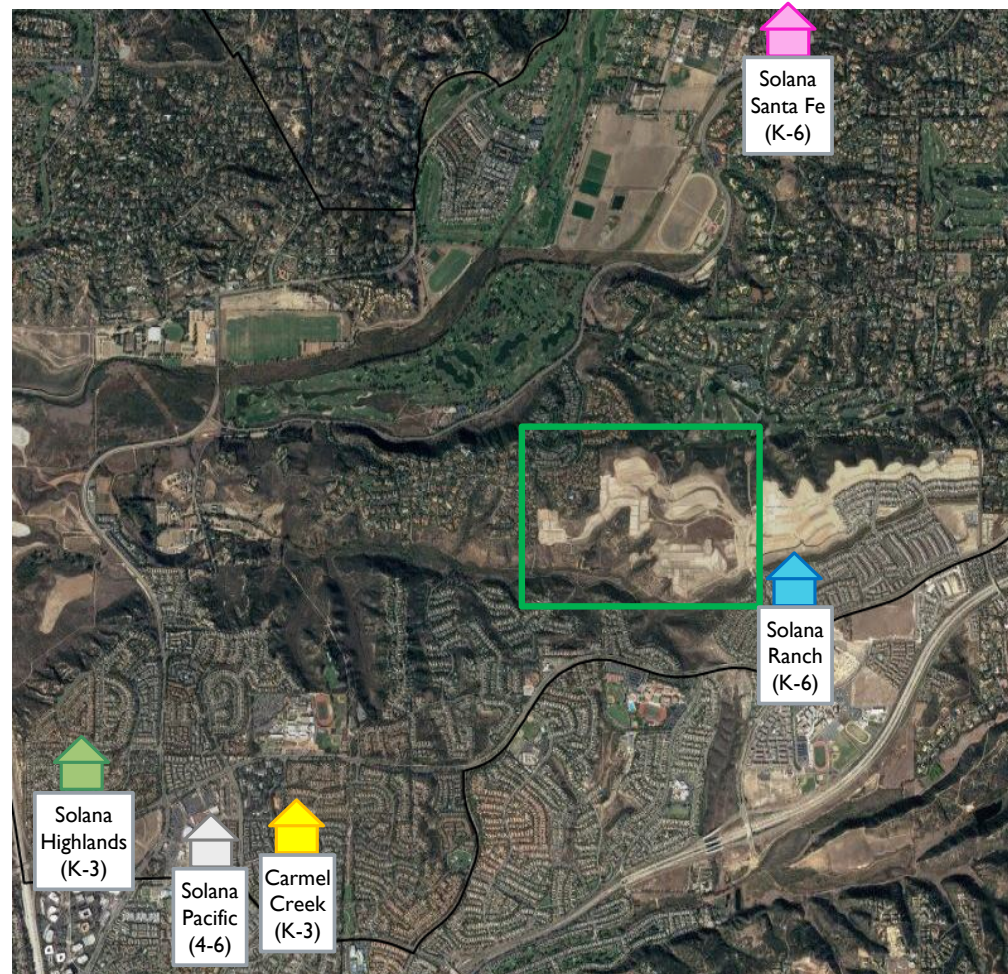 Solana
Santa Fe
(K-6)
Solana
Ranch
(K-6)
Solana
Highlands
(K-3)
Solana
Pacific
(4-6)
Carmel
Creek
(K-3)